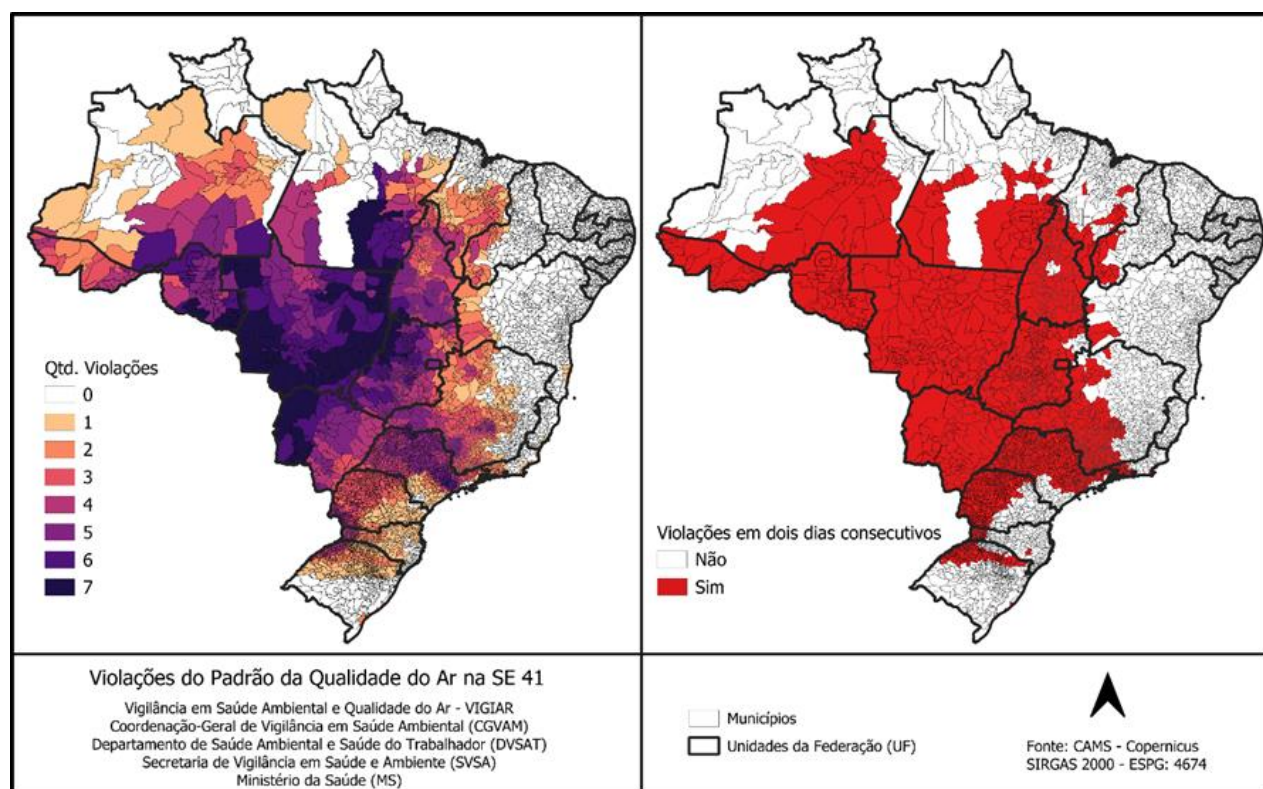 Qtd. Violações
0
1
2
3
4
5
6
7
Violações em dois dias consecutivos
Não
Sim
Violações do Padrão da Qualidade do Ar na SE 41
Vigilância em Saúde Ambiental e Qualidade do Ar - VIGIAR
Coordenação-Geral de Vigilância em Saúde Ambiental (CGVAM)
Departamento de Saúde Ambiental e Saúde do Trabalhador (DVSAT)
Secretaria de Vigilância em Saúde e Ambiente (SVSA)
Ministério da Saúde (MS)
Municípios
Unidades da Federação (UF)
Fonte: CAMS - Copernicus
SIRGAS 2000 - ESPG: 4674